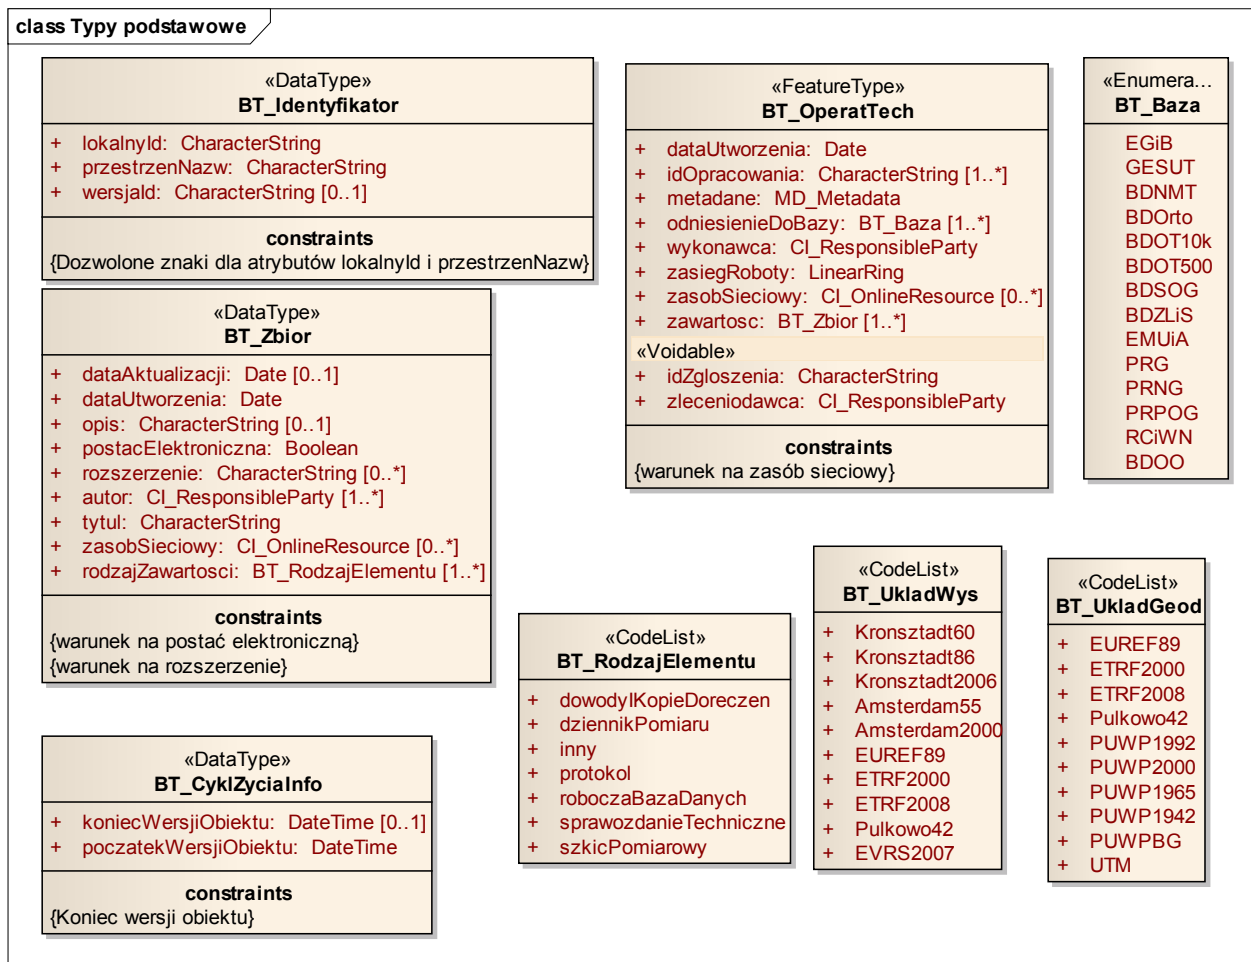 class Typy podstawowe
«DataType»
BT_Identyfikator
+ lokalnyId: CharacterString
+ przestrzenNazw: CharacterString
+ wersjaId: CharacterString [0..1]
constraints
{Dozwolone znaki dla atrybutów lokalnyId i przestrzenNazw}
«DataType»
BT_Zbior
+ dataAktualizacji: Date [0..1]
+ dataUtworzenia: Date
+ opis: CharacterString [0..1]
+ postacElektroniczna: Boolean
+ rozszerzenie: CharacterString [0..*]
+ autor: CI_ResponsibleParty [1..*]
+ tytul: CharacterString
+ zasobSieciowy: CI_OnlineResource [0..*]
+ rodzajZawartosci: BT_RodzajElementu [1..*]
constraints
{warunek na postać elektroniczną}
{warunek na rozszerzenie}
«DataType»
BT_CyklZyciaInfo
+ koniecWersjiObiektu: DateTime [0..1]
+ poczatekWersjiObiektu: DateTime
constraints
{Koniec wersji obiektu}
«FeatureType»
BT_OperatTech
+ dataUtworzenia: Date
+ idOpracowania: CharacterString [1..*]
+ metadane: MD_Metadata
+ odniesienieDoBazy: BT_Baza [1..*]
+ wykonawca: CI_ResponsibleParty
+ zasiegRoboty: LinearRing
+ zasobSieciowy: CI_OnlineResource [0..*]
+ zawartosc: BT_Zbior [1..*]
«Voidable»
+ idZgloszenia: CharacterString
+ zleceniodawca: CI_ResponsibleParty
constraints
{warunek na zasób sieciowy}
«Enumera...
BT_Baza
EGiB
GESUT
BDNMT
BDOrto
BDOT10k
BDOT500
BDSOG
BDZLiS
EMUiA
PRG
PRNG
PRPOG
RCiWN
BDOO
«CodeList»
BT_RodzajElementu
+ dowodyIKopieDoreczen
+ dziennikPomiaru
+ inny
+ protokol
+ roboczaBazaDanych
+ sprawozdanieTechniczne
+ szkicPomiarowy
«CodeList»
BT_UkladWys
+ Kronsztadt60
+ Kronsztadt86
+ Kronsztadt2006
+ Amsterdam55
+ Amsterdam2000
+ EUREF89
+ ETRF2000
+ ETRF2008
+ Pulkowo42
+ EVRS2007
«CodeList»
BT_UkladGeod
+ EUREF89
+ ETRF2000
+ ETRF2008
+ Pulkowo42
+ PUWP1992
+ PUWP2000
+ PUWP1965
+ PUWP1942
+ PUWPBG
+ UTM